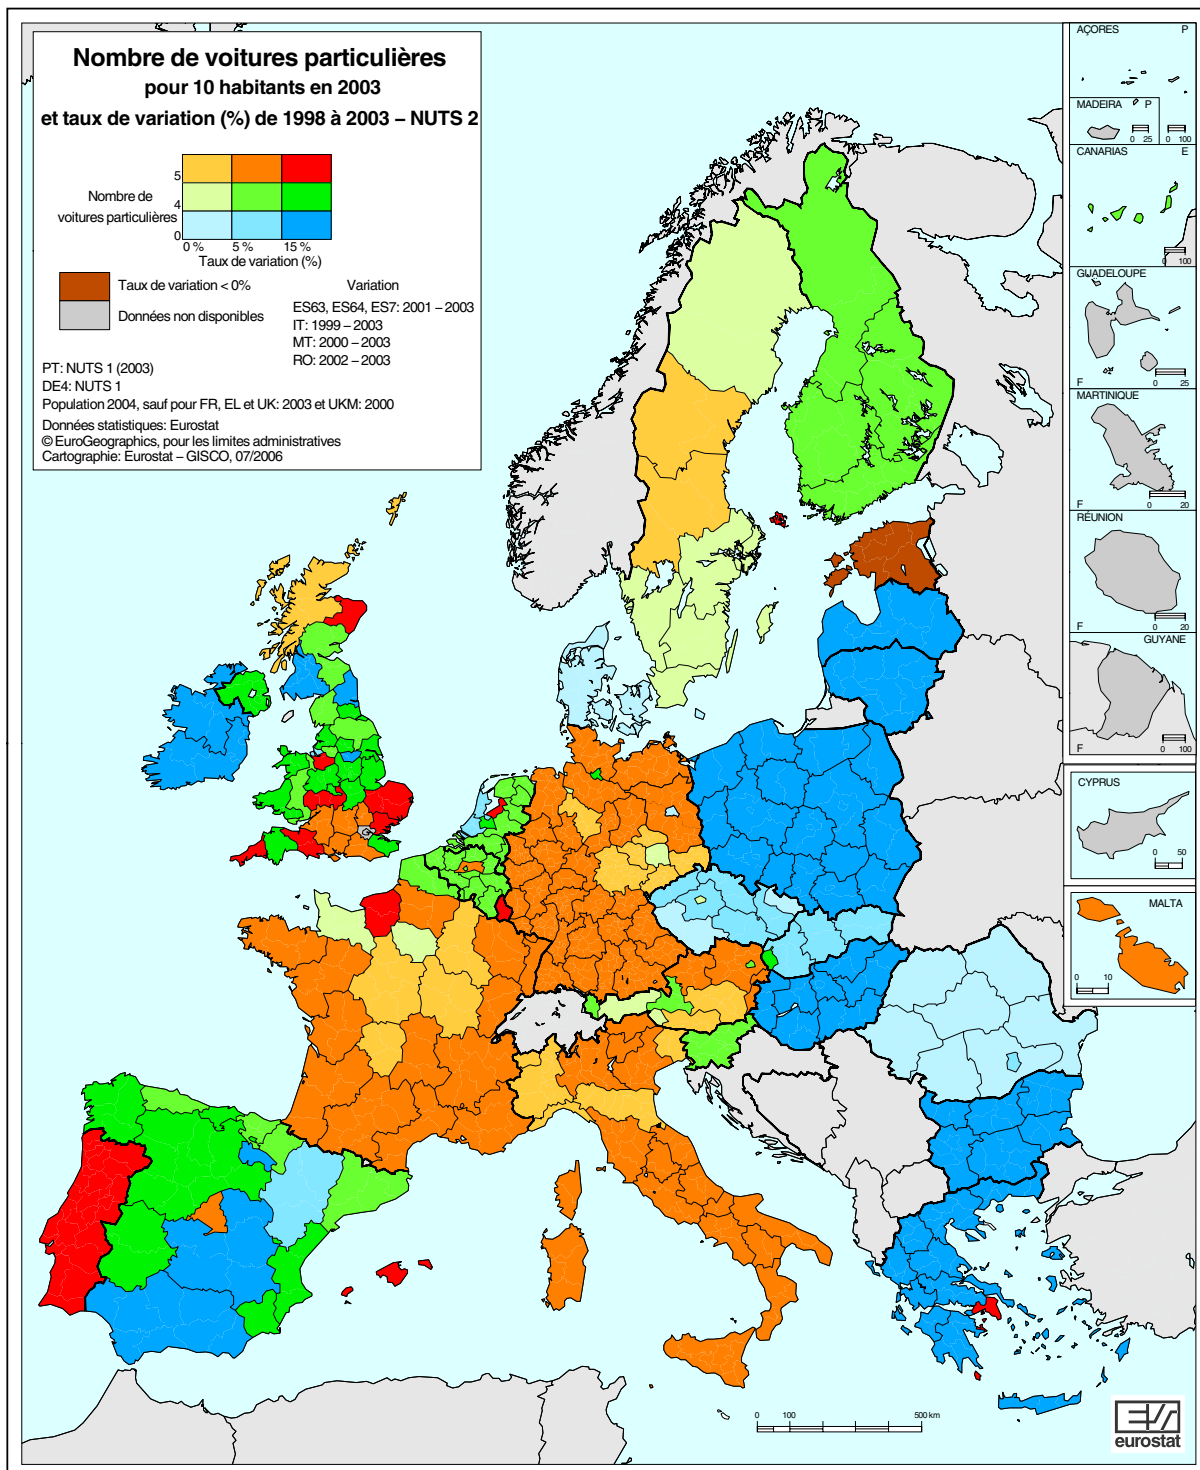 Nombre de voitures particulières
pour 10 habitants en 2003
et taux de variation (%) de 1998 à 2003 – NUTS 2
5
Nombre de
4
voitures particulières
0
0 % 5 % 15 %
Taux de variation (%)
Taux de variation < 0%
Données non disponibles
Variation
ES63, ES64, ES7: 2001 – 2003
IT: 1999 – 2003
MT: 2000 – 2003
RO: 2002 – 2003
PT: NUTS 1 (2003)
DE4: NUTS 1
Population 2004, sauf pour FR, EL et UK: 2003 et UKM: 2000
Données statistiques: Eurostat
© EuroGeographics, pour les limites administratives
Cartographie: Eurostat – GISCO, 07/2006
AÇORES P
MADEIRA P
0 25
0 100
CANARIAS E
0 100
GUADELOUPE
F 0 25
MARTINIQUE
F 0 20
RÉUNION
F 0 20
GUYANE
F 0 100
CYPRUS
0 50
MALTA
0 10
0 100 500 km
eurostat